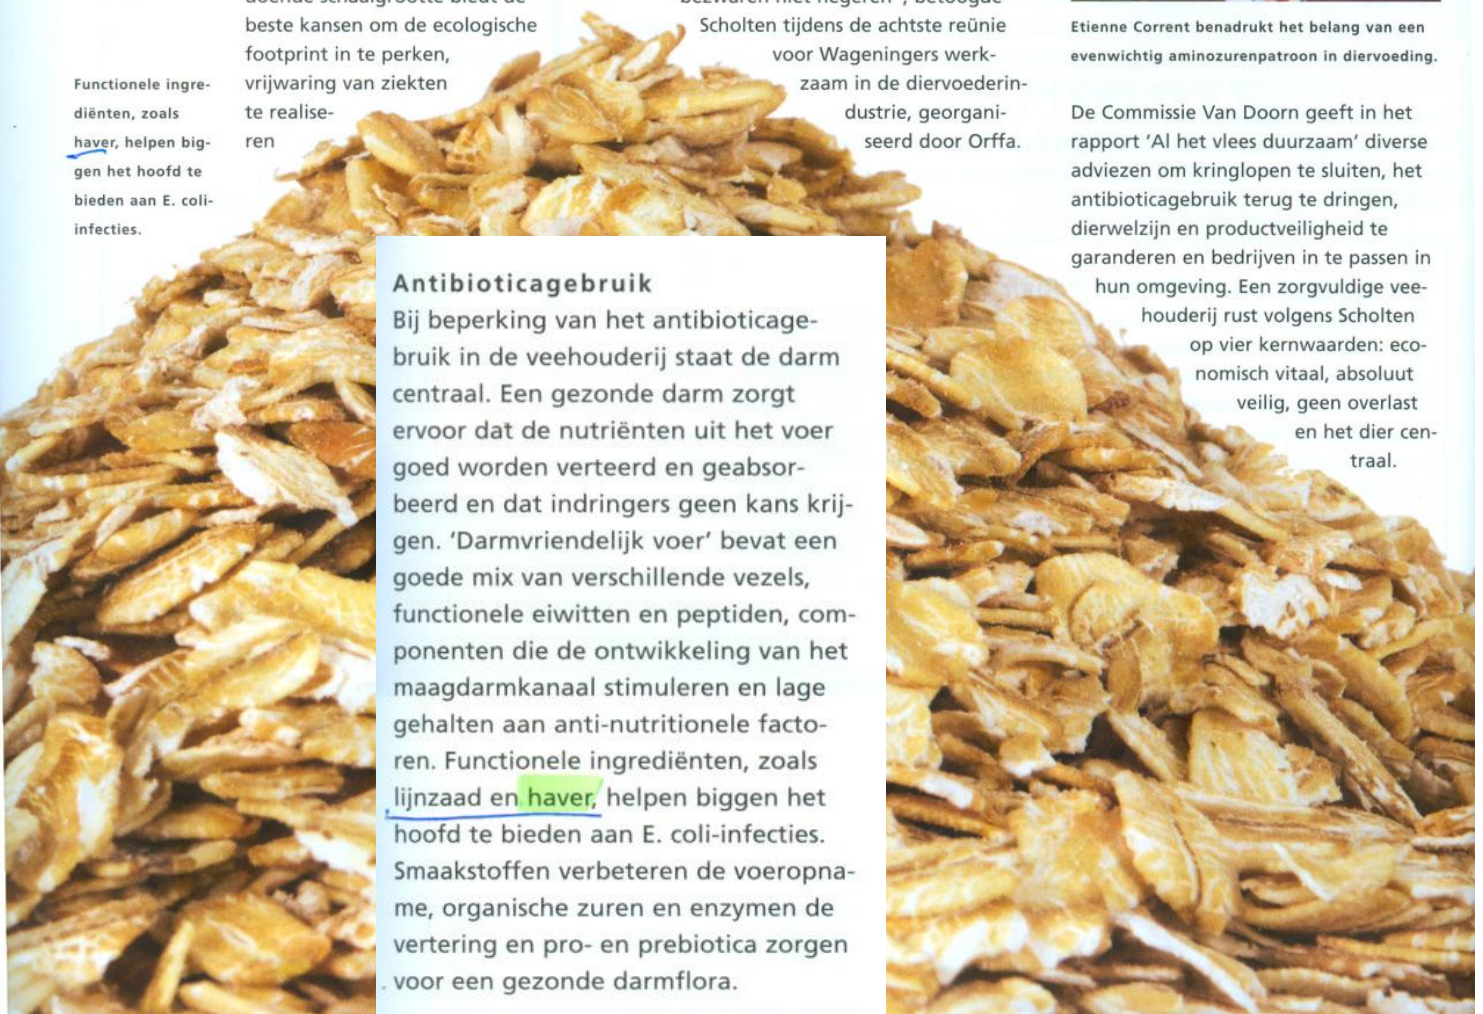 beste kansen om de ecologische
footprint in te perken,
vrijwaring van ziekten
te realise-
ren
Functionele ingre-
diënten, zoals
haver, helpen big-
gen het hoofd te
bieden aan E. coli-
infecties.
Scholten tijdens de achtste reünie
voor Wageningers werk-
zaam in de diervoederin-
dustrie, georgani-
seerd door Orffa.
Etienne Corrent benadrukt het belang van een
evenwichtig aminozurenpatroon in diervoeding.
De Commissie Van Doorn geeft in het
rapport ‘Al het vlees duurzaam’ diverse
adviezen om kringlopen te sluiten, het
antibioticagebruik terug te dringen,
dierwelzijn en productveiligheid te
garanderen en bedrijven in te passen in
hun omgeving. Een zorgvuldige vee-
houderij rust volgens Scholten
op vier kernwaarden: eco-
nomisch vitaal, absoluut
veilig, geen overlast
en het dier cen-
traal.
Antibioticagebruik
Bij beperking van het antibioticage-
bruik in de veehouderij staat de darm
centraal. Een gezonde darm zorgt
ervoor dat de nutriënten uit het voer
goed worden verteerd en geabsor-
beerd en dat indringers geen kans krij-
gen. ‘Darmvriendelijk voer’ bevat een
goede mix van verschillende vezels,
functionele eiwitten en peptiden, com-
ponenten die de ontwikkeling van het
maagdarmkanaal stimuleren en lage
gehalten aan anti-nutritionele facto-
ren. Functionele ingrediënten, zoals
lijnzaad en haver, helpen biggen het
hoofd te bieden aan E. coli-infecties.
Smaakstoffen verbeteren de voeropna-
me, organische zuren en enzymen de
vertering en pro- en prebiotica zorgen
voor een gezonde darmflora.